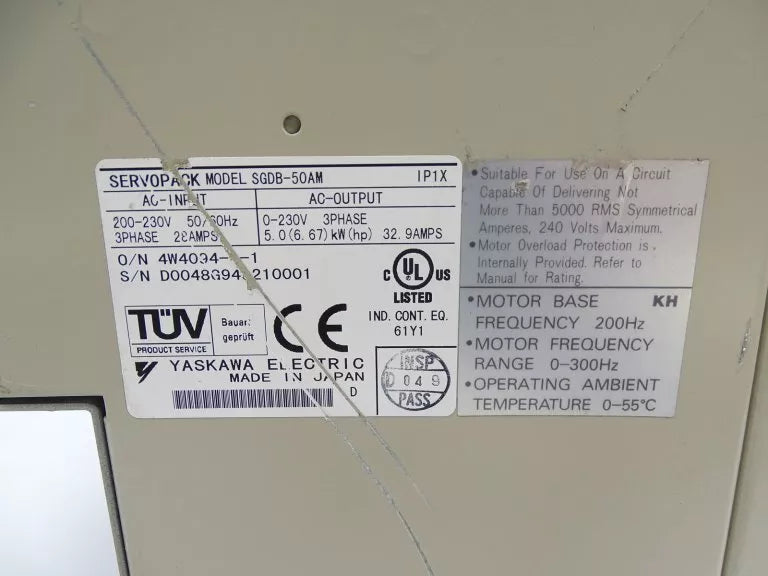 SERVOPACK MODEL SGDB-50AM IP1X
AC-INPUT AC-OUTPUT
200-230V 50/60Hz 0-230V 3PHASE
3PHASE 28AMPS 5.0(6.67)kW(hp) 32.9AMPS
O/N
S/N
C UL US
LISTED
IND. CONT. EQ.
61Y1
TÜV
PRODUCT SERVICE
Bauart
geprüft
CE
YASKAWA ELECTRIC
MADE IN JAPAN
D
INSP
D 049
PASS
• Suitable For Use On A Circuit
Capable Of Delivering Not
More Than 5000 RMS Symmetrical
Amperes, 240 Volts Maximum.
• Motor Overload Protection is
Internally Provided. Refer to
Manual for Rating.
• MOTOR BASE KH
FREQUENCY 200Hz
• MOTOR FREQUENCY
RANGE 0-300Hz
• OPERATING AMBIENT
TEMPERATURE 0-55°C